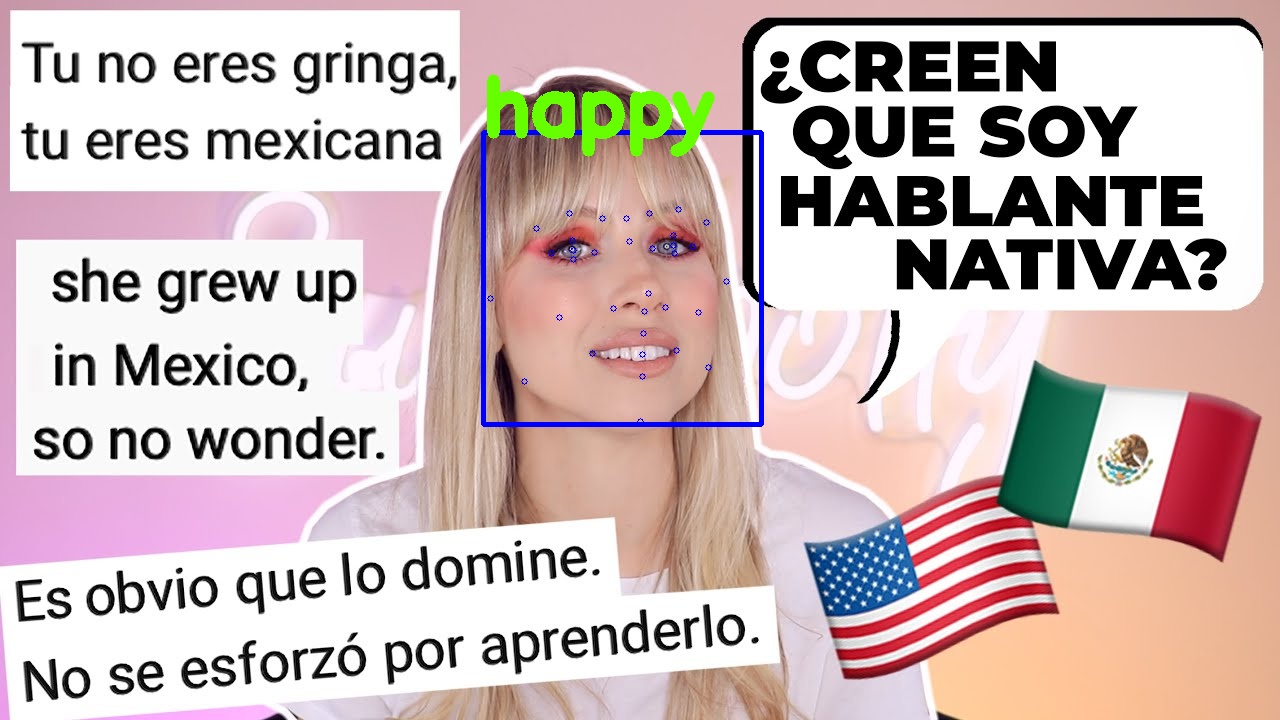 Tu no eres gringa,
tu eres mexicana
happy
¿CREEN
QUE SOY
HABLANTE
NATIVA?
she grew up
in Mexico,
so no wonder.
Es obvio que lo domine.
No se esforzó por aprenderlo.